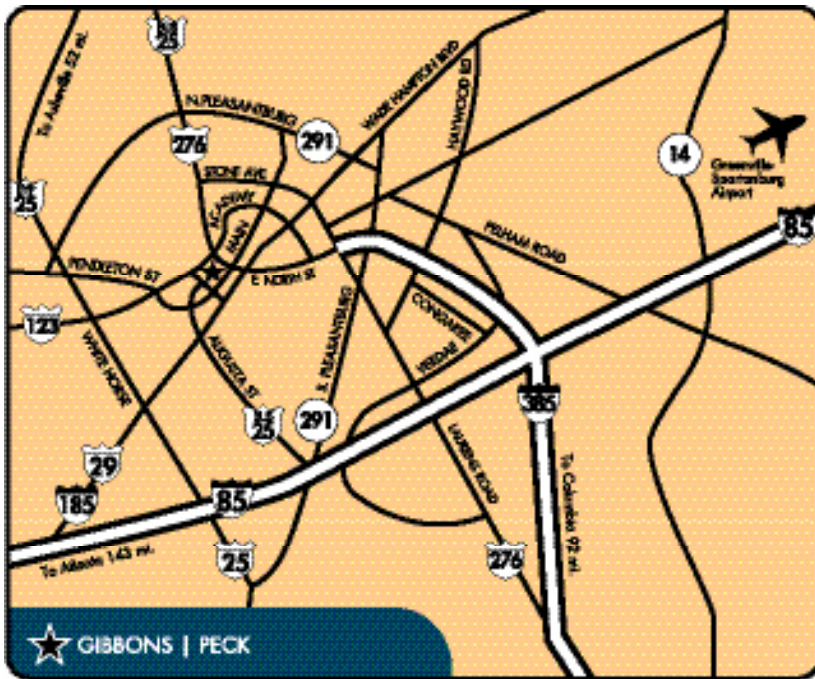 25
To Asheville 52 mi.
WADE HAMPTON BLVD
HAYWOOD RD
N. PLEASANTBURG
276
291
14
Greenville-
Spartanburg
Airport
STONE AVE.
25
ACADEMY
MAIN
85
PELHAM ROAD
PENDLETON ST
E. NORTH ST
123
CONGAREE
S. PLEASANTBURG
WHITE HORSE
AUGUSTA ST
VERDAE
385
25
291
LAURENS ROAD
29
To Columbia 92 mi.
185
85
To Atlanta 143 mi.
25
276
GIBBONS | PECK